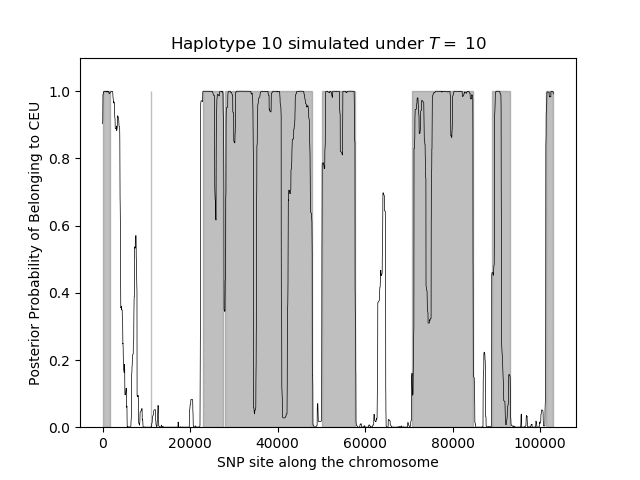 Haplotype 10 simulated under T = 10
Posterior Probability of Belonging to CEU
1.0
0.8
0.6
0.4
0.2
0.0
0 20000 40000 60000 80000 100000
SNP site along the chromosome